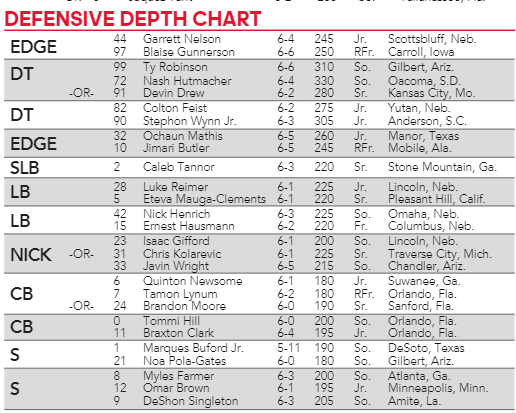 DEFENSIVE DEPTH CHART
EDGE 44 Garrett Nelson 6-4 245 Jr. Scottsbluff, Neb.
97 Blaise Gunnerson 6-6 250 RFr. Carroll, Iowa
DT 99 Ty Robinson 6-6 310 So. Gilbert, Ariz.
72 Nash Hutmacher 6-4 330 So. Oacoma, S.D.
-OR- 91 Devin Drew 6-2 280 Sr. Kansas City, Mo.
DT 82 Colton Feist 6-2 275 Jr. Yutan, Neb.
90 Stephon Wynn Jr. 6-3 305 Jr. Anderson, S.C.
EDGE 32 Ochaun Mathis 6-5 260 Jr. Manor, Texas
10 Jimari Butler 6-5 245 RFr. Mobile, Ala.
SLB 2 Caleb Tannor 6-3 220 Sr. Stone Mountain, Ga.
LB 28 Luke Reimer 6-1 225 Jr. Lincoln, Neb.
5 Eteva Mauga-Clements 6-1 220 Sr. Pleasant Hill, Calif.
LB 42 Nick Henrich 6-3 225 So. Omaha, Neb.
15 Ernest Hausmann 6-2 220 Fr. Columbus, Neb.
23 Isaac Gifford 6-1 200 So. Lincoln, Neb.
NICK -OR- 31 Chris Kolarevic 6-1 225 Sr. Traverse City, Mich.
33 Javin Wright 6-5 215 So. Chandler, Ariz.
6 Quinton Newsome 6-1 180 Jr. Suwanee, Ga.
CB 7 Tamon Lynum 6-2 180 RFr. Orlando, Fla.
-OR- 24 Brandon Moore 6-0 190 Sr. Sanford, Fla.
CB 0 Tommi Hill 6-0 200 So. Orlando, Fla.
11 Braxton Clark 6-4 195 Jr. Orlando, Fla.
S 1 Marques Buford Jr. 5-11 190 So. DeSoto, Texas
21 Noa Pola-Gates 6-0 180 So. Gilbert, Ariz.
8 Myles Farmer 6-3 200 So. Atlanta, Ga.
S 12 Omar Brown 6-1 195 Jr. Minneapolis, Minn.
9 DeShon Singleton 6-3 205 So. Amite, La.